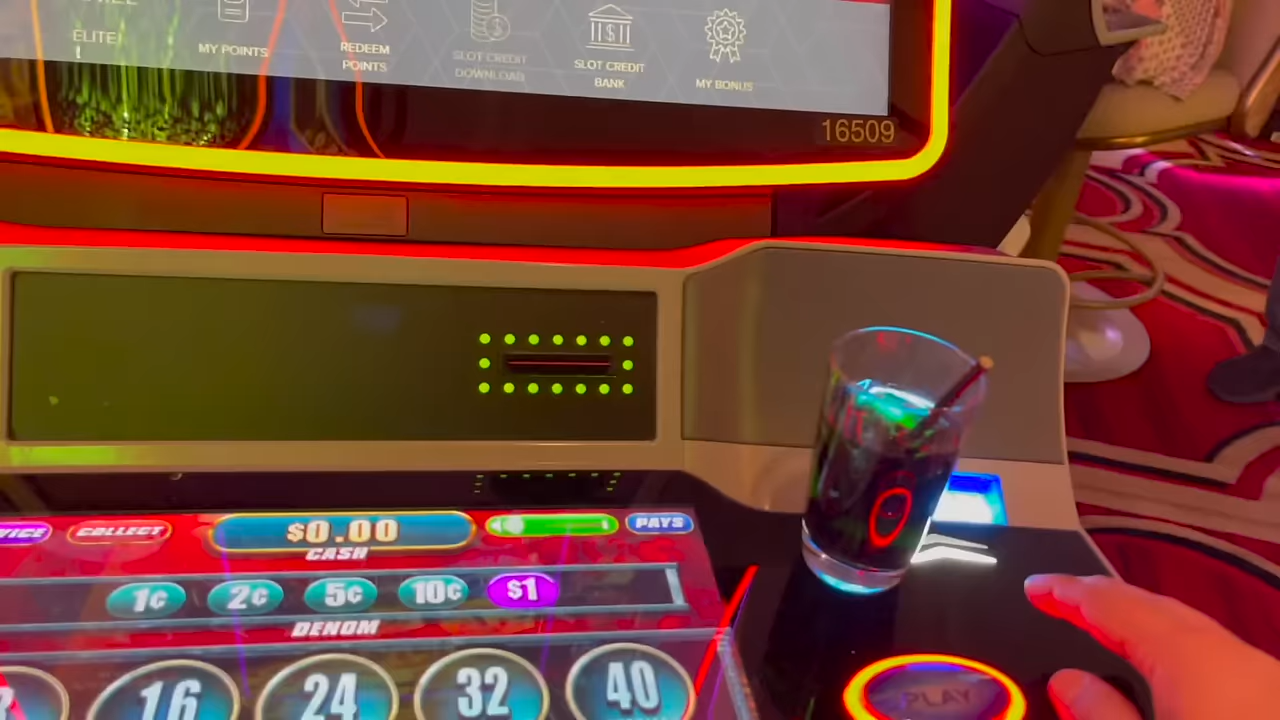 ELITE
MY POINTS
REDEEM
POINTS
SLOT CREDIT
DOWNLOAD
SLOT CREDIT
BANK
MY BONUS
16509
COLLECT
$0.00
CASH
PAYS
1¢
2¢
5¢
10¢
$1
DENOM
16
24
32
40
PLAY